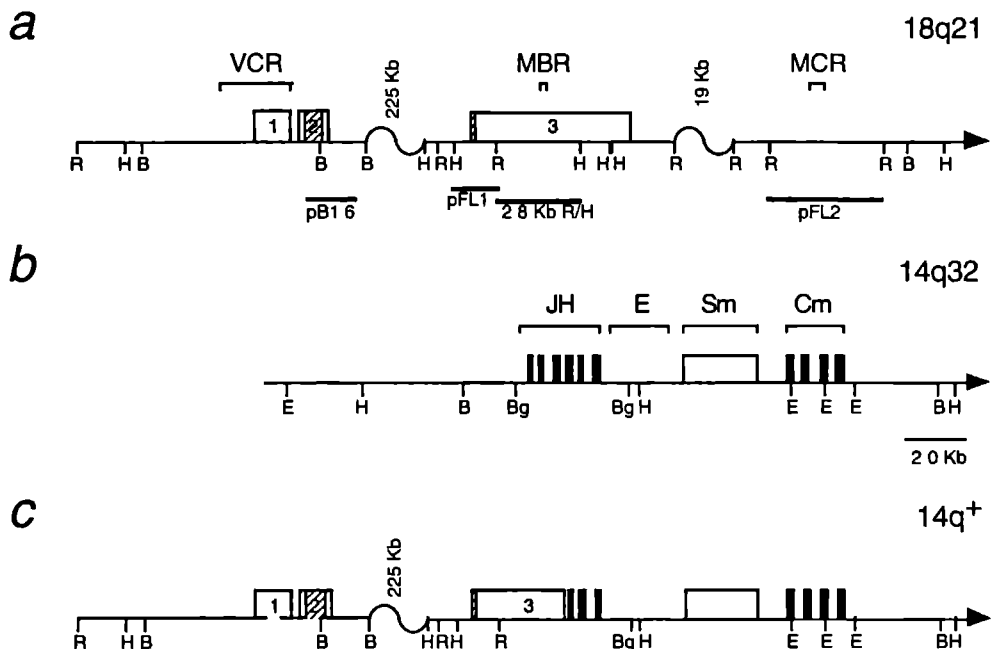 a 18q21
VCR 225 Kb MBR 19 Kb MCR
1 2 3
R H B B B H R H R H H H R R R R B H
pB1 6 pFL1 2 8 Kb R/H pFL2
b 14q32
JH E Sm Cm
E H B Bg Bg H E E E B H
2 0 Kb
c 14q+
225 Kb
1 2 3
R H B B B H R H R Bg H E E E B H